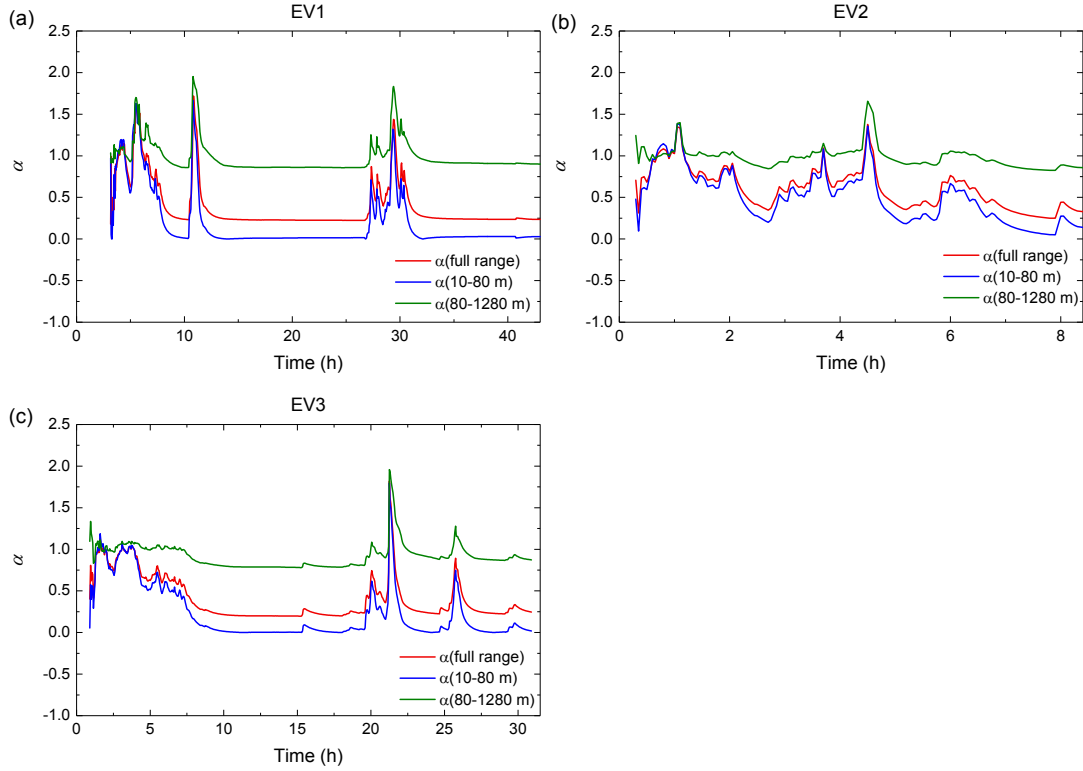 (a)
EV1
2.5
2.0
1.5
1.0
0.5
0.0
-0.5
-1.0
α
α(full range)
α(10-80 m)
α(80-1280 m)
0 10 20 30 40
Time (h)
(b)
EV2
2.5
2.0
1.5
1.0
0.5
0.0
-0.5
-1.0
α
α(full range)
α(10-80 m)
α(80-1280 m)
0 2 4 6 8
Time (h)
(c)
EV3
2.5
2.0
1.5
1.0
0.5
0.0
-0.5
-1.0
α
α(full range)
α(10-80 m)
α(80-1280 m)
0 5 10 15 20 25 30
Time (h)